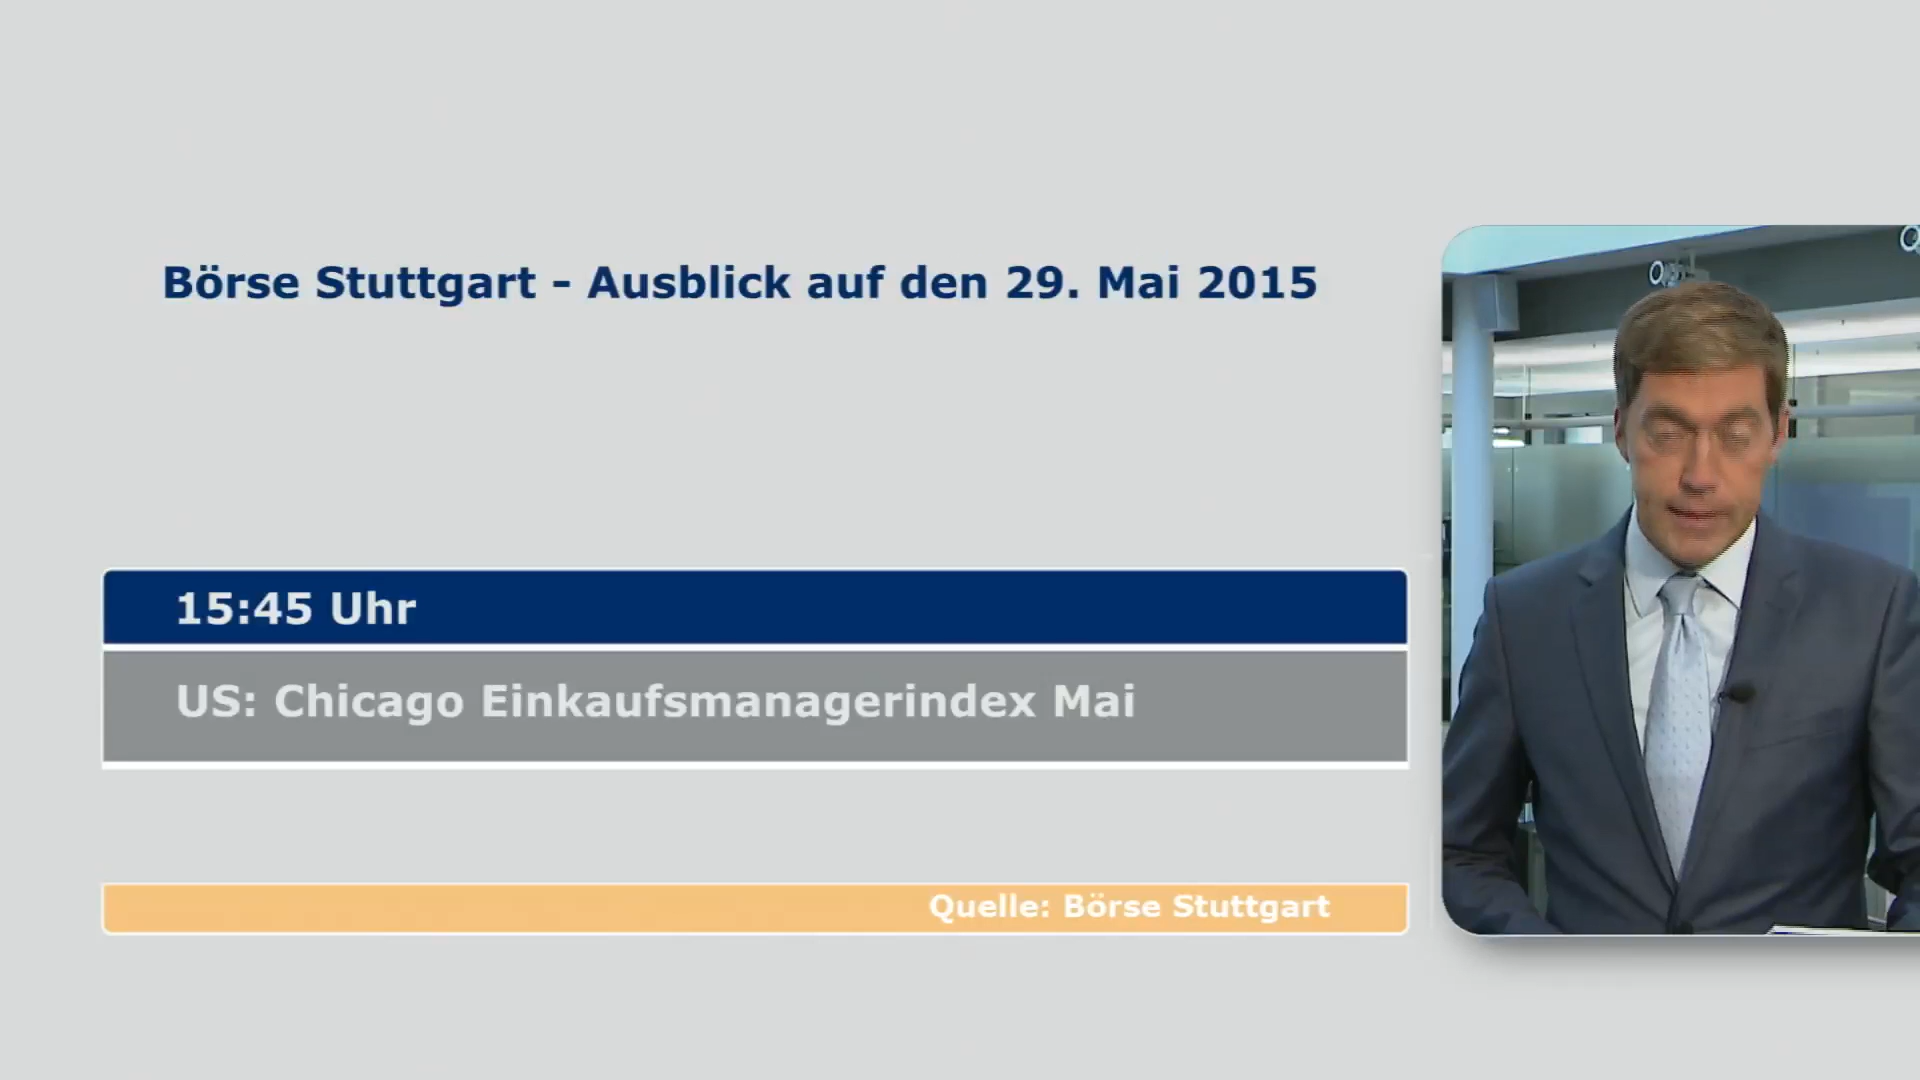 Börse Stuttgart - Ausblick auf den 29. Mai 2015
15:45 Uhr
US: Chicago Einkaufsmanagerindex Mai
Quelle: Börse Stuttgart